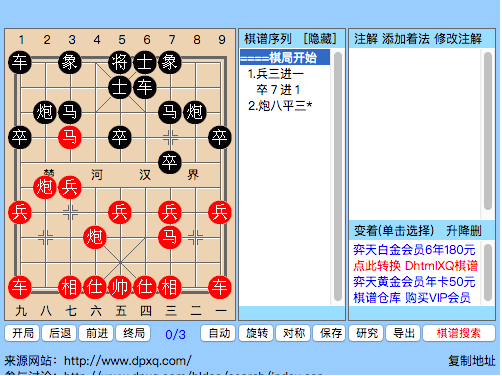 1 2 3 4 5 6 7 8 9
车 象 将 士 象
士 车
炮 马 马 炮
卒 马 卒 卒
卒
楚 河 汉 界
炮 兵
兵 兵 兵 兵
炮 马
车 相 仕 帅 仕 相 车
九 八 七 六 五 四 三 二 一
棋谱序列 [隐藏]
====棋局开始
1.兵三进一
卒７进１
2.炮八平三*
注解 添加着法 修改注解
变着(单击选择) 升降删
弈天白金会员6年180元
点此转换 DhtmlXQ棋谱
弈天黄金会员年卡50元
棋谱仓库 购买VIP会员
开局 后退 前进 终局 0/3 自动 旋转 对称 保存 研究 导出 棋谱搜索
来源网站：http://www.dpxq.com/ 复制地址